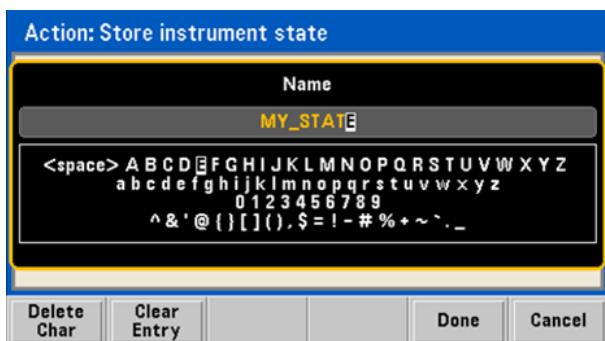 Action: Store instrument state
Name
MY_STATE
<space> A B C D E F G H I J K L M N O P Q R S T U V W X Y Z
a b c d e f g h i j k l m n o p q r s t u v w x y z
0 1 2 3 4 5 6 7 8 9
^ & ' @ { } [ ] ( ) , $ = ! - # % + ~ ` . _
Delete Char
Clear Entry
Done
Cancel